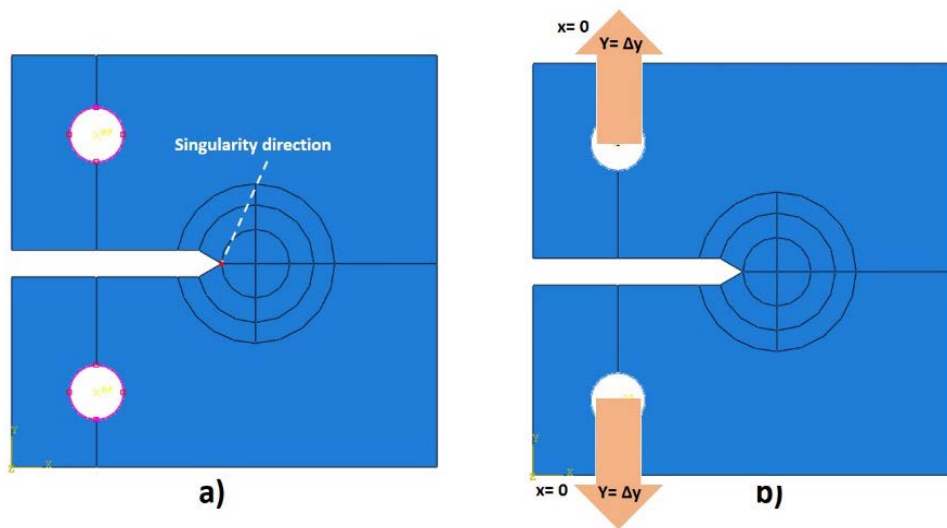 Singularity direction
Y
Z
X
a)
x= 0
Y= Δy
Y
Z
X
x= 0
Y= Δy
b)